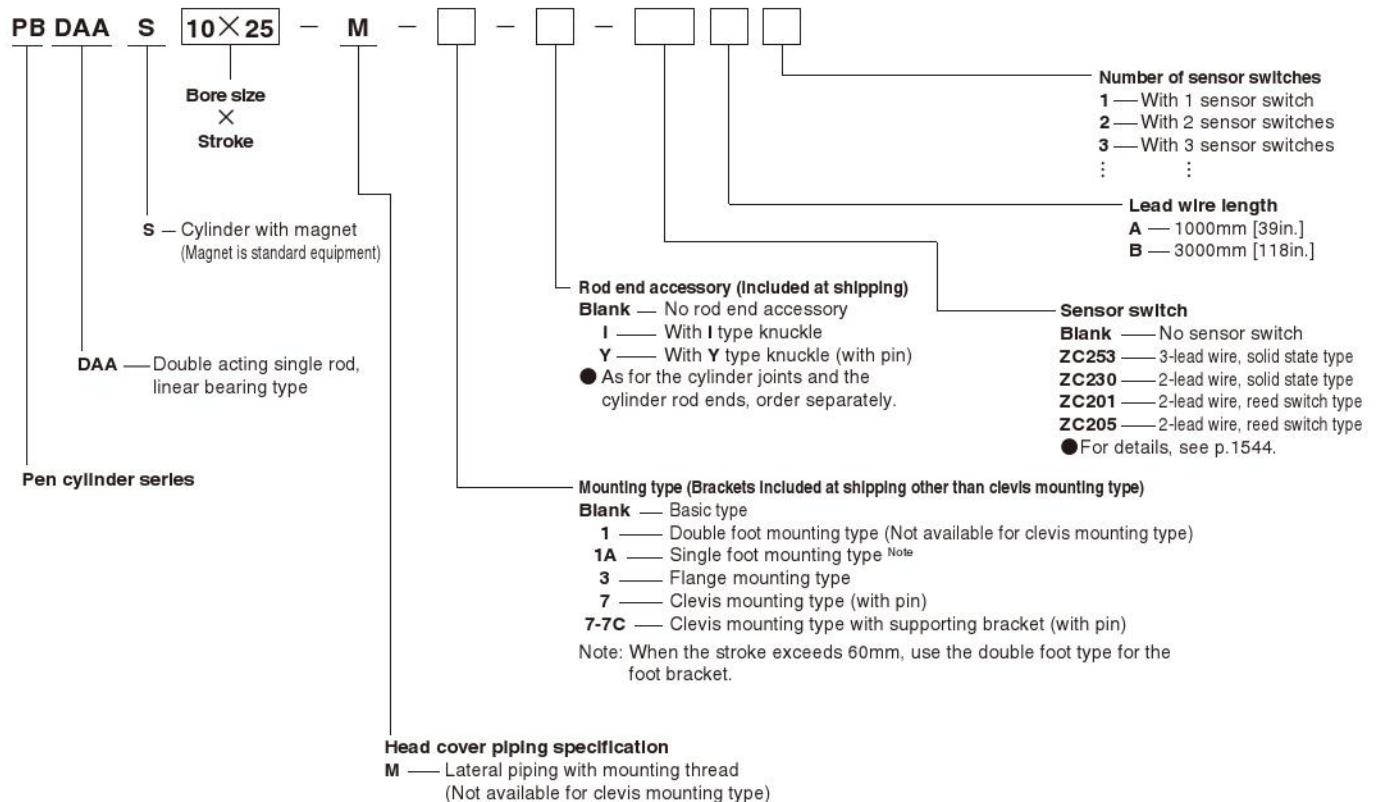 PB DAA S 10×25 — M — — —
Bore size
×
Stroke
S — Cylinder with magnet
(Magnet is standard equipment)
DAA — Double acting single rod,
linear bearing type
Pen cylinder series
Number of sensor switches
1 — With 1 sensor switch
2 — With 2 sensor switches
3 — With 3 sensor switches
⋮ ⋮
Lead wire length
A — 1000mm [39in.]
B — 3000mm [118in.]
Sensor switch
Blank — No sensor switch
ZC253 — 3-lead wire, solid state type
ZC230 — 2-lead wire, solid state type
ZC201 — 2-lead wire, reed switch type
ZC205 — 2-lead wire, reed switch type
●For details, see p.1544.
Rod end accessory (Included at shipping)
Blank — No rod end accessory
I — With I type knuckle
Y — With Y type knuckle (with pin)
● As for the cylinder joints and the
cylinder rod ends, order separately.
Mounting type (Brackets included at shipping other than clevis mounting type)
Blank — Basic type
1 — Double foot mounting type (Not available for clevis mounting type)
1A — Single foot mounting type Note
3 — Flange mounting type
7 — Clevis mounting type (with pin)
7-7C — Clevis mounting type with supporting bracket (with pin)
Note: When the stroke exceeds 60mm, use the double foot type for the
foot bracket.
Head cover piping specification
M — Lateral piping with mounting thread
(Not available for clevis mounting type)